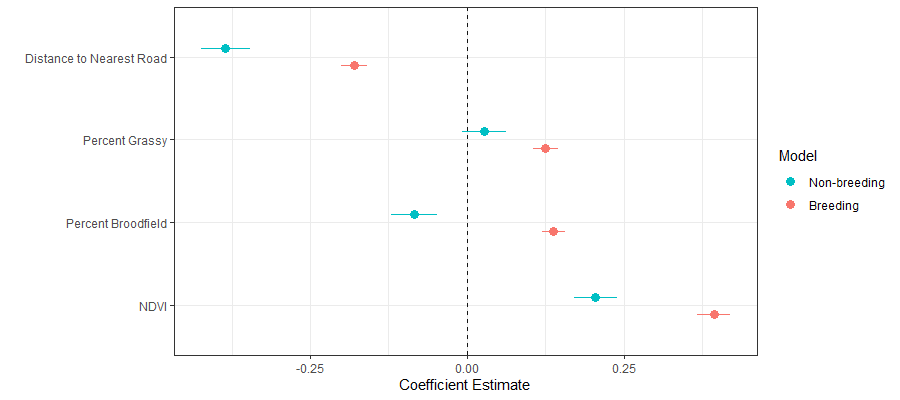 Distance to Nearest Road
Percent Grassy
Percent Broodfield
NDVI
-0.25
0.00
0.25
Coefficient Estimate
Model
Non-breeding
Breeding